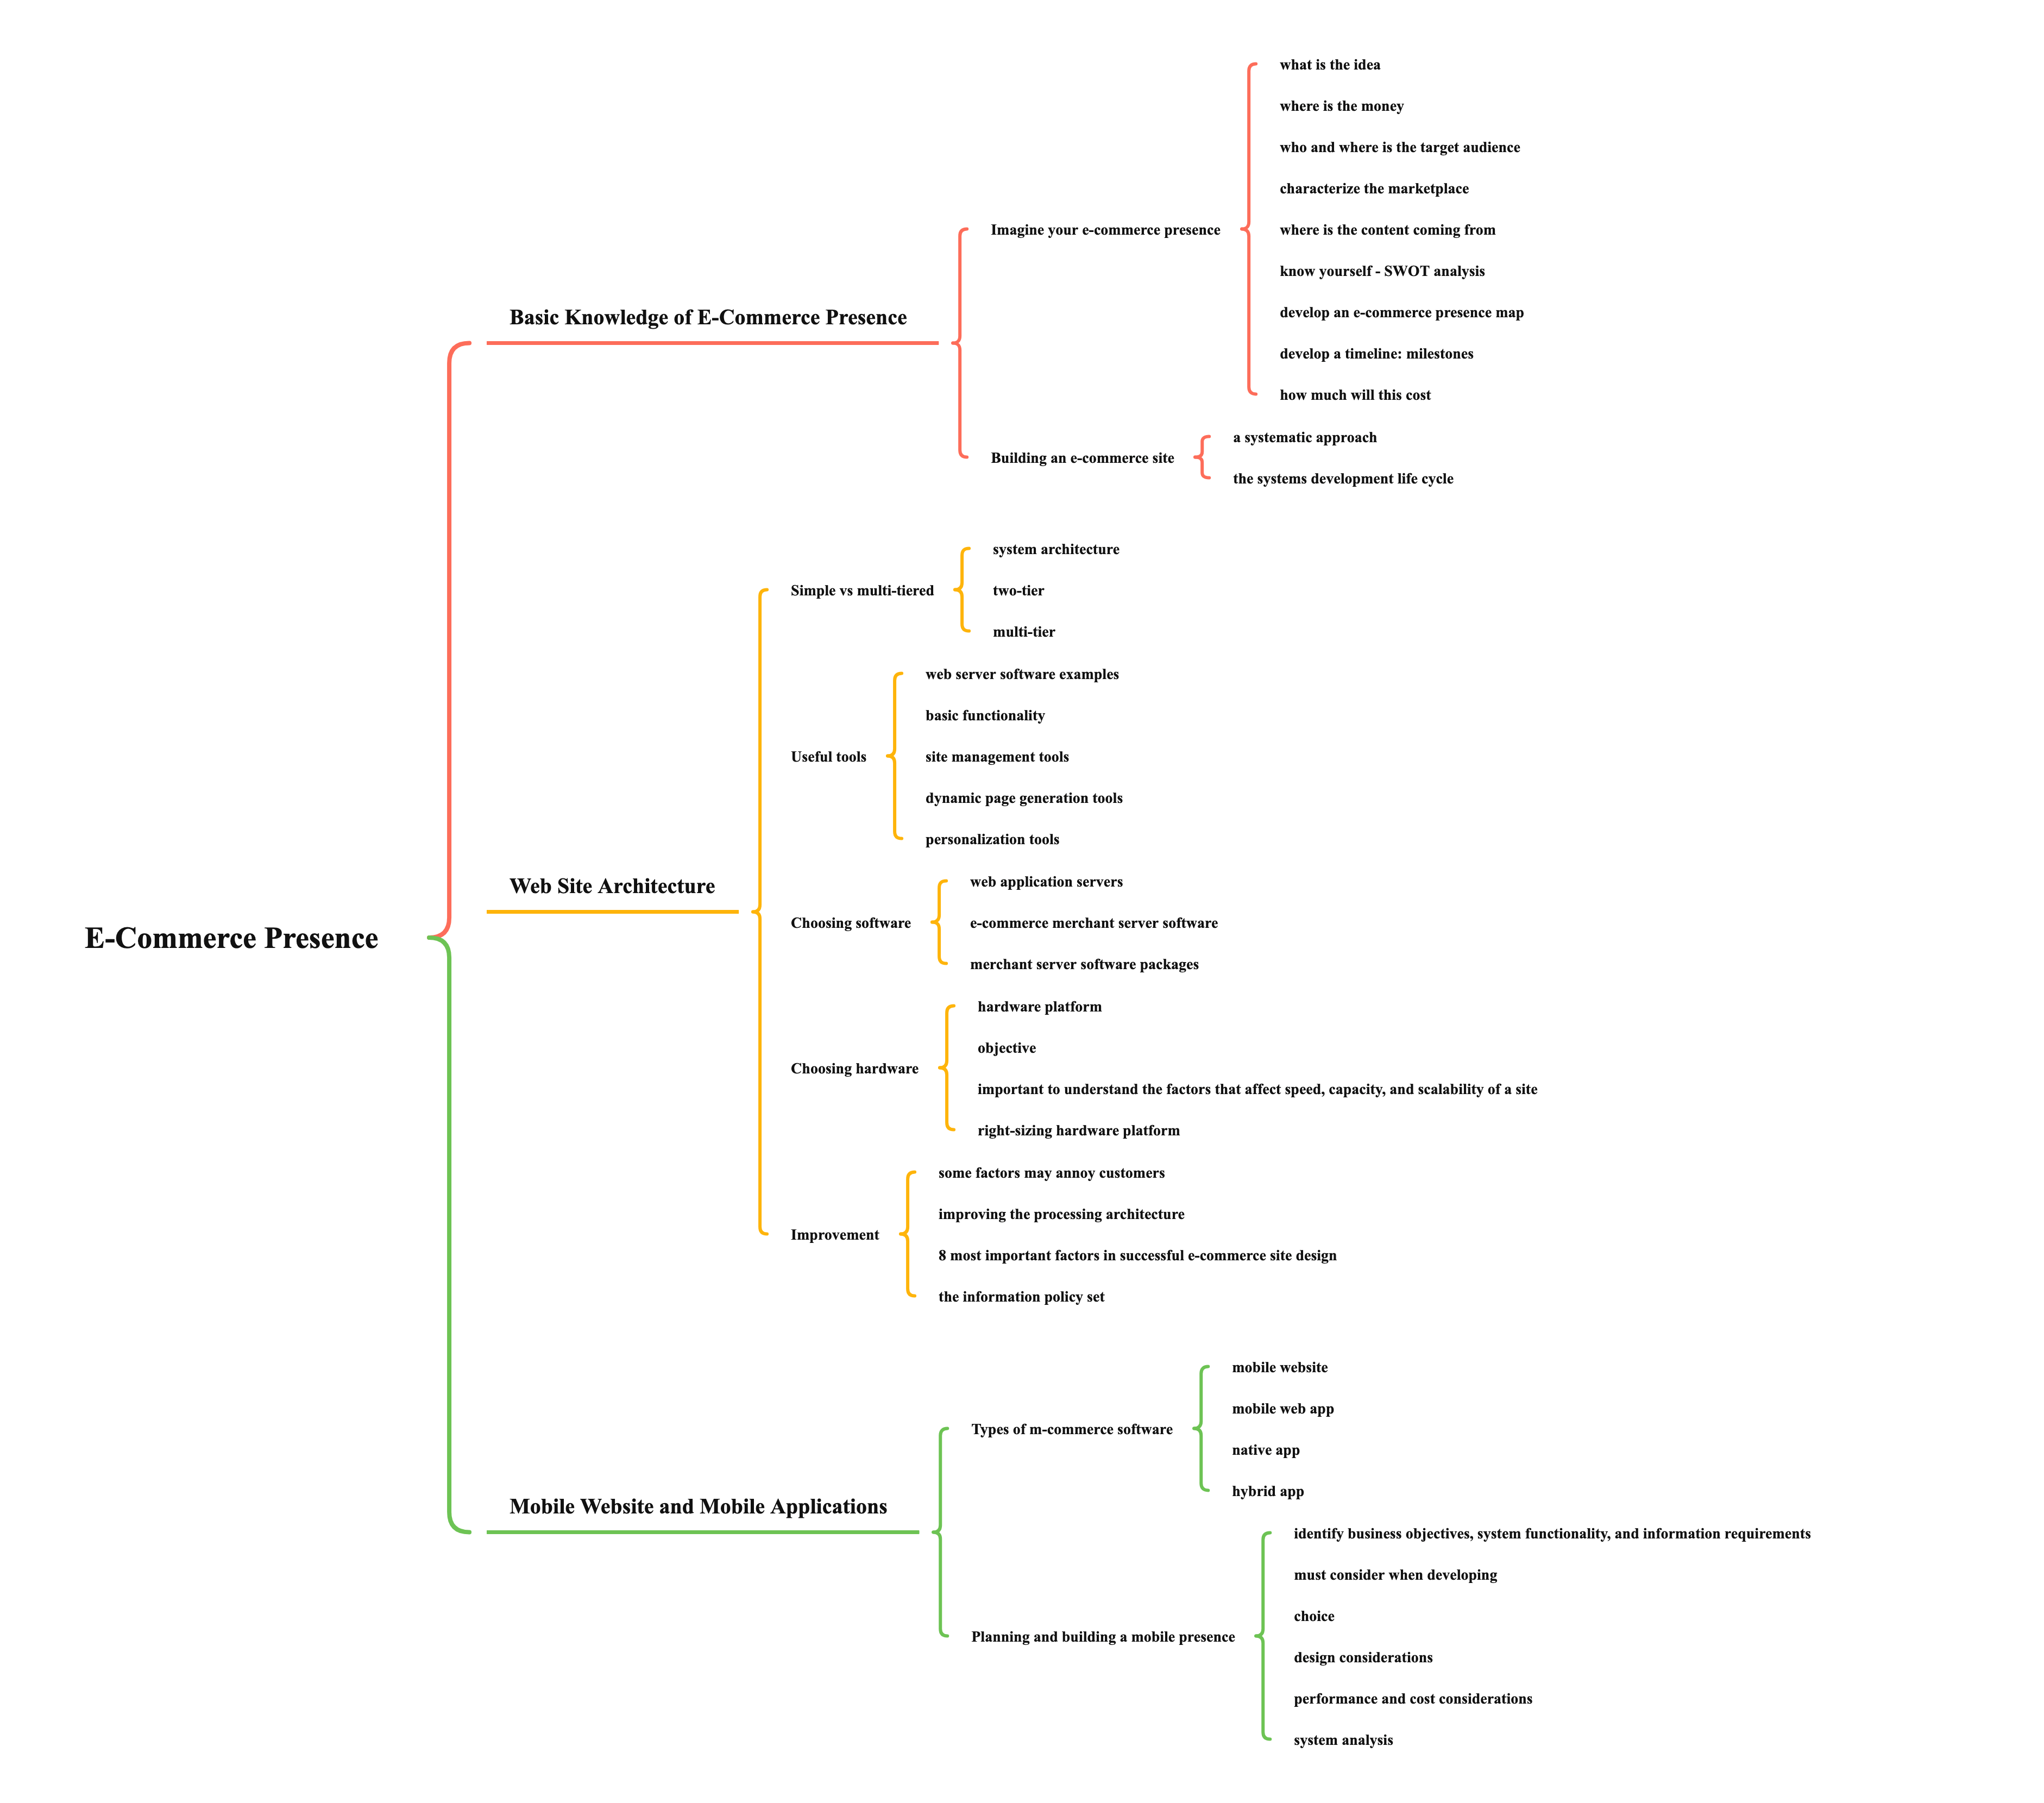 E-Commerce Presence
Basic Knowledge of E-Commerce Presence
Imagine your e-commerce presence
what is the idea
where is the money
who and where is the target audience
characterize the marketplace
where is the content coming from
know yourself - SWOT analysis
develop an e-commerce presence map
develop a timeline: milestones
how much will this cost
Building an e-commerce site
a systematic approach
the systems development life cycle
Web Site Architecture
Simple vs multi-tiered
system architecture
two-tier
multi-tier
Useful tools
web server software examples
basic functionality
site management tools
dynamic page generation tools
personalization tools
Choosing software
web application servers
e-commerce merchant server software
merchant server software packages
Choosing hardware
hardware platform
objective
important to understand the factors that affect speed, capacity, and scalability of a site
right-sizing hardware platform
Improvement
some factors may annoy customers
improving the processing architecture
8 most important factors in successful e-commerce site design
the information policy set
Mobile Website and Mobile Applications
Types of m-commerce software
mobile website
mobile web app
native app
hybrid app
Planning and building a mobile presence
identify business objectives, system functionality, and information requirements
must consider when developing
choice
design considerations
performance and cost considerations
system analysis